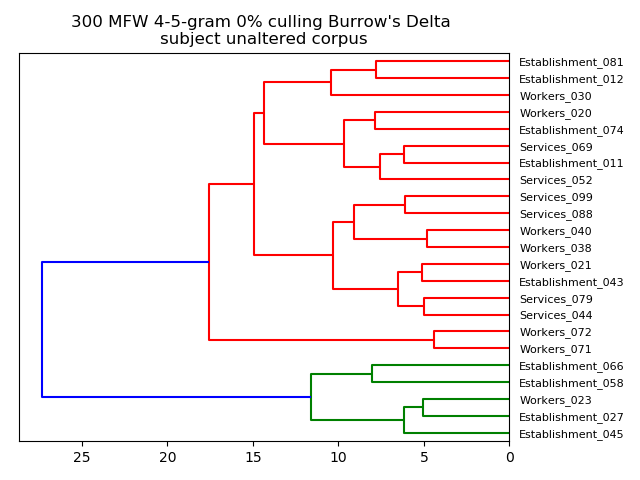 300 MFW 4-5-gram 0% culling Burrow's Delta
subject unaltered corpus
Establishment_081
Establishment_012
Workers_030
Workers_020
Establishment_074
Services_069
Establishment_011
Services_052
Services_099
Services_088
Workers_040
Workers_038
Workers_021
Establishment_043
Services_079
Services_044
Workers_072
Workers_071
Establishment_066
Establishment_058
Workers_023
Establishment_027
Establishment_045
25 20 15 10 5 0